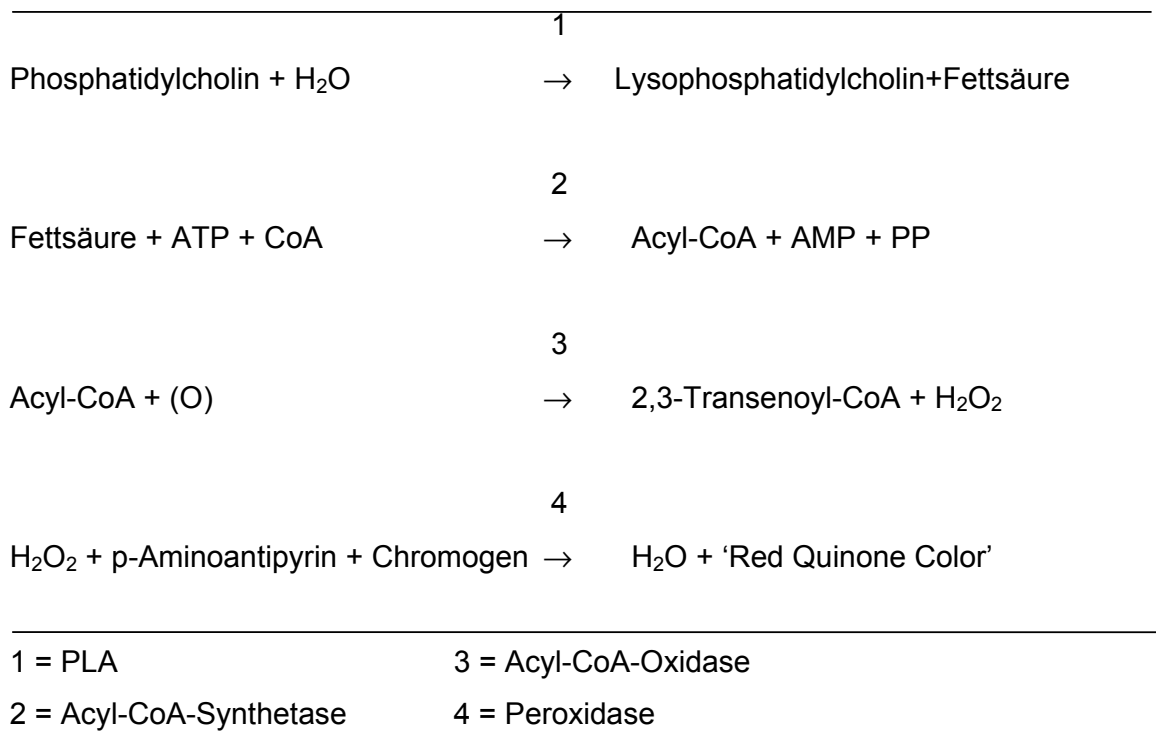 1
Phosphatidylcholin + H₂O → Lysophosphatidylcholin+Fettsäure
2
Fettsäure + ATP + CoA → Acyl-CoA + AMP + PP
3
Acyl-CoA + (O) → 2,3-Transenoyl-CoA + H₂O₂
4
H₂O₂ + p-Aminoantipyrin + Chromogen → H₂O + ‘Red Quinone Color’
1 = PLA 3 = Acyl-CoA-Oxidase
2 = Acyl-CoA-Synthetase 4 = Peroxidase